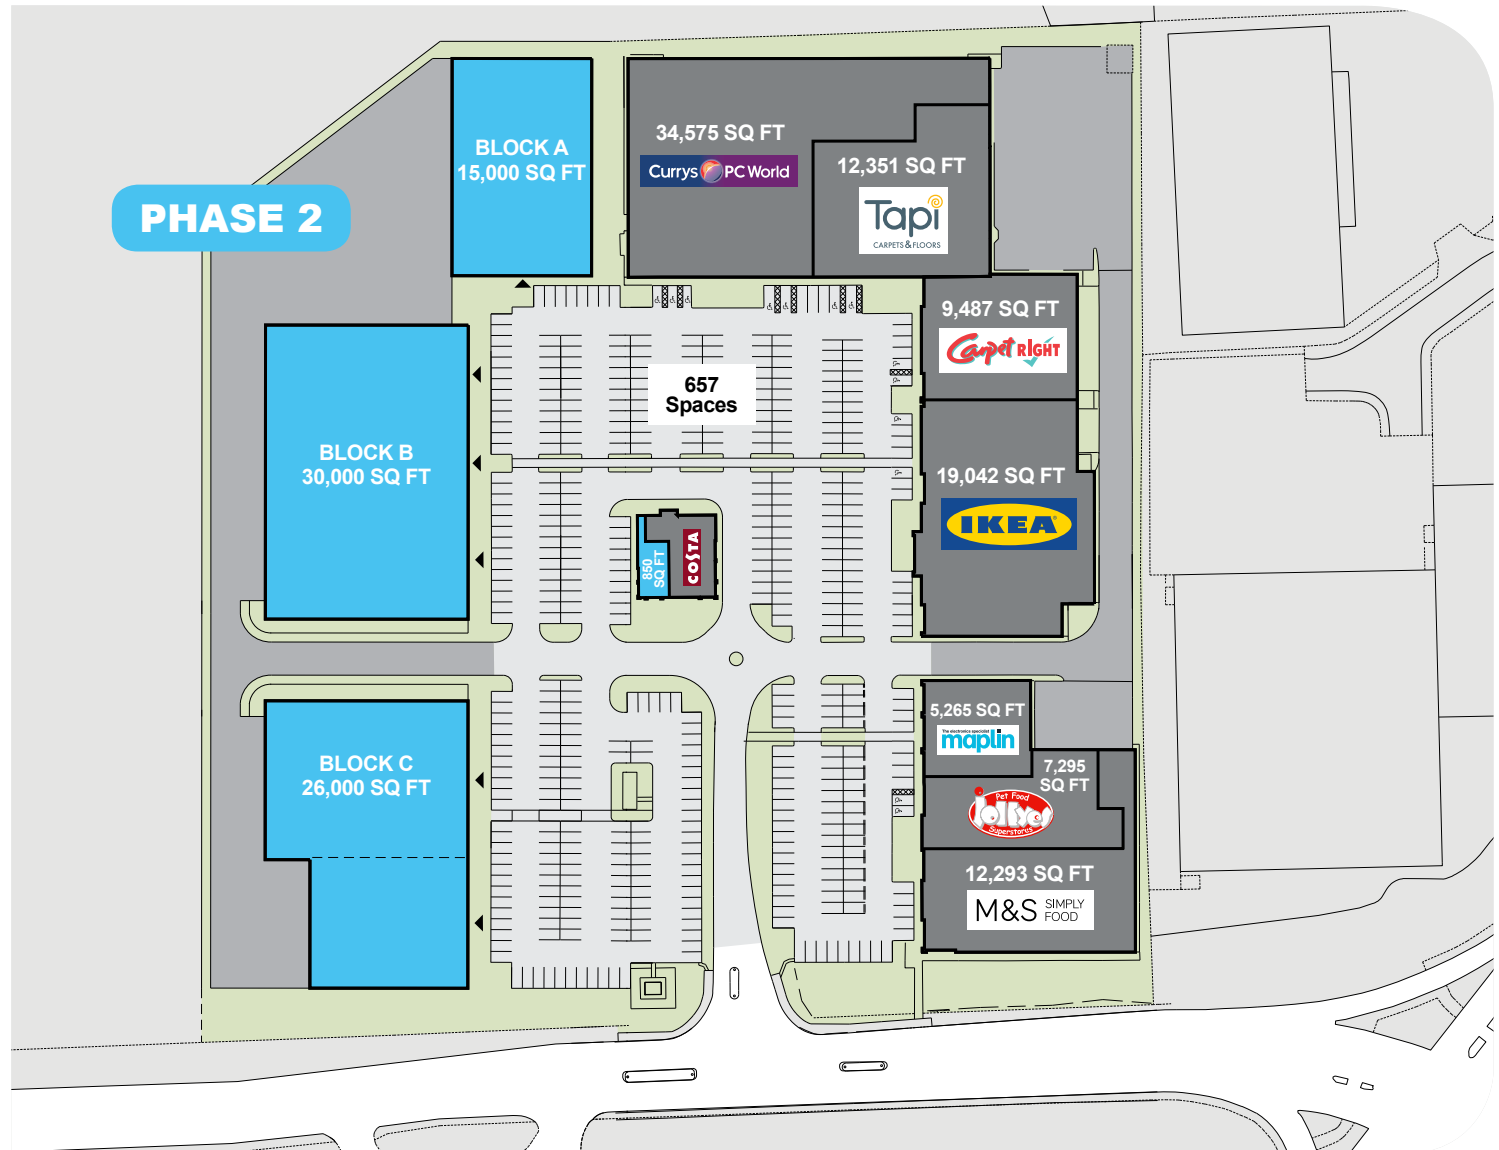 PHASE 2
BLOCK A
15,000 SQ FT
34,575 SQ FT
Currys PC World
12,351 SQ FT
Tapi
CARPETS & FLOORS
9,487 SQ FT
Carpet RIGHT
657
Spaces
BLOCK B
30,000 SQ FT
19,042 SQ FT
IKEA
850
SQ FT
COSTA
5,265 SQ FT
The electronics specialist
maplin
BLOCK C
26,000 SQ FT
7,295
SQ FT
Pet Food
jollyes
Superstores
12,293 SQ FT
M&S SIMPLY
FOOD